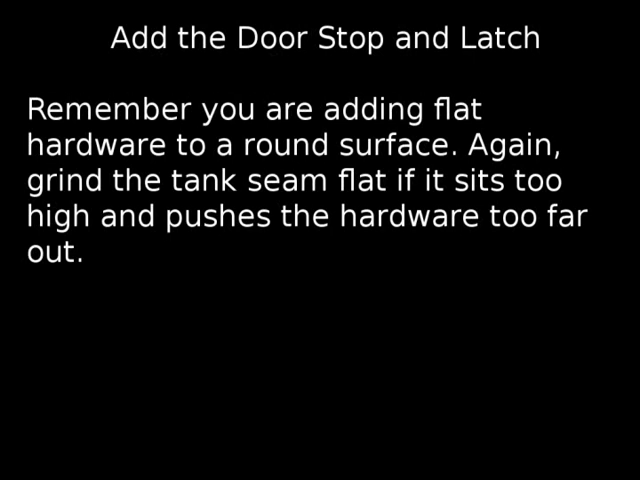 Add the Door Stop and Latch
Remember you are adding flat
hardware to a round surface. Again,
grind the tank seam flat if it sits too
high and pushes the hardware too far
out.